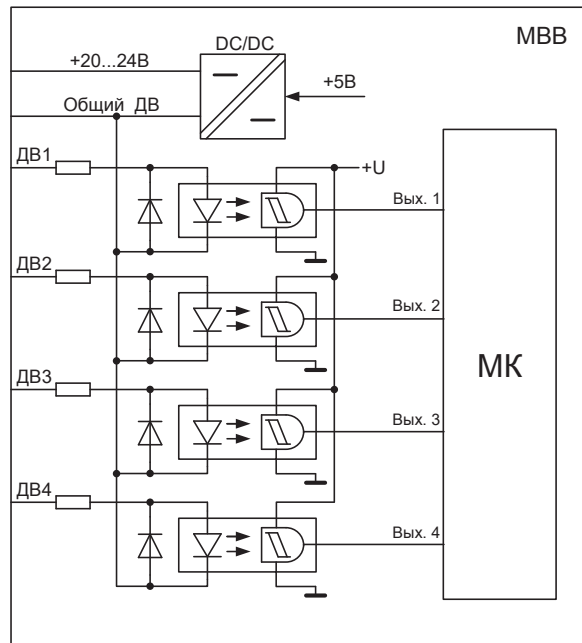 МВВ
DC/DC
+20...24В
+5В
Общий ДВ
ДВ1
+U
Вых. 1
ДВ2
Вых. 2
МК
ДВ3
Вых. 3
ДВ4
Вых. 4